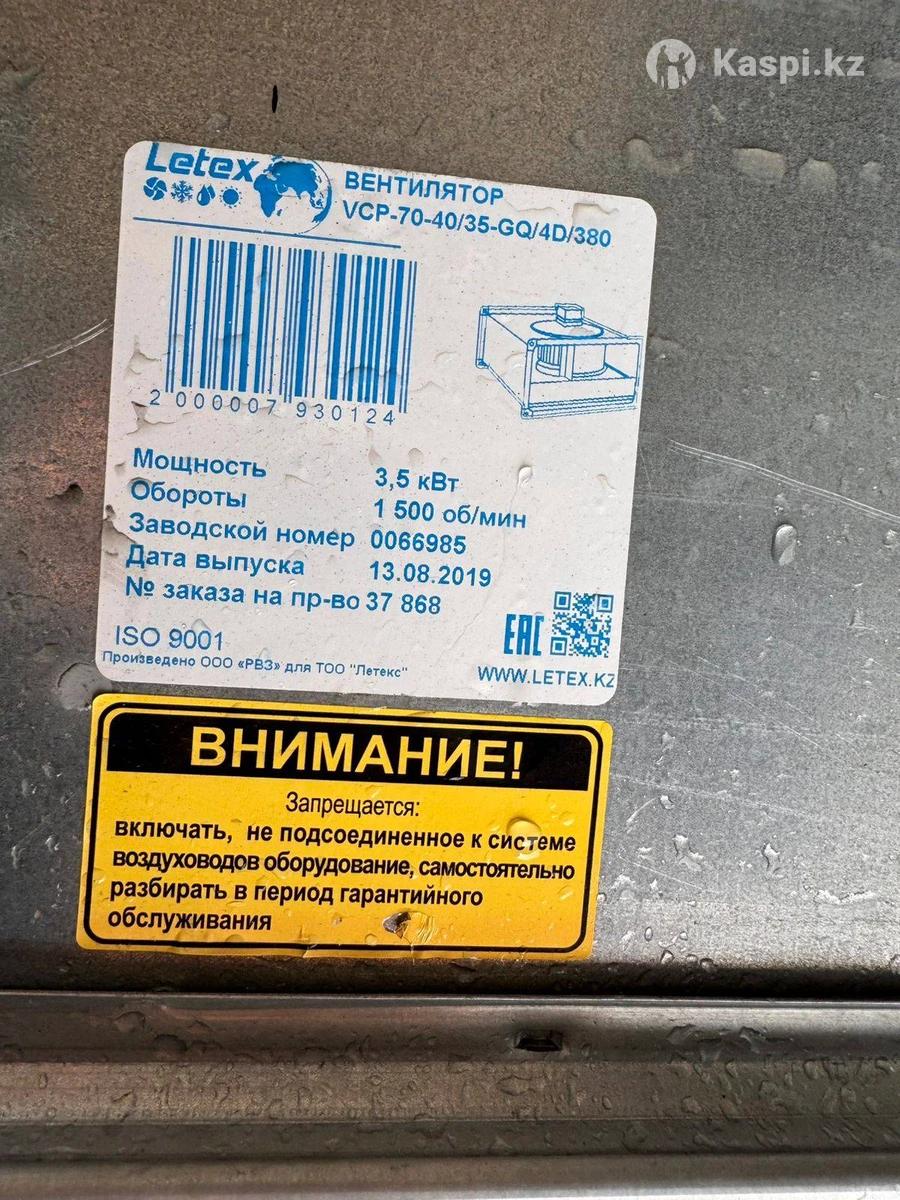 Kaspi.kz
Letex
ВЕНТИЛЯТОР
VCP-70-40/35-GQ/4D/380
2 000007 930124
Мощность 3,5 кВт
Обороты 1 500 об/мин
Заводской номер 0066985
Дата выпуска 13.08.2019
№ заказа на пр-во 37 868
ISO 9001
EAC
Произведено ООО «РВЗ» для ТОО "Летекс"
WWW.LETEX.KZ
ВНИМАНИЕ!
Запрещается:
включать, не подсоединенное к системе
воздуховодов оборудование, самостоятельно
разбирать в период гарантийного
обслуживания